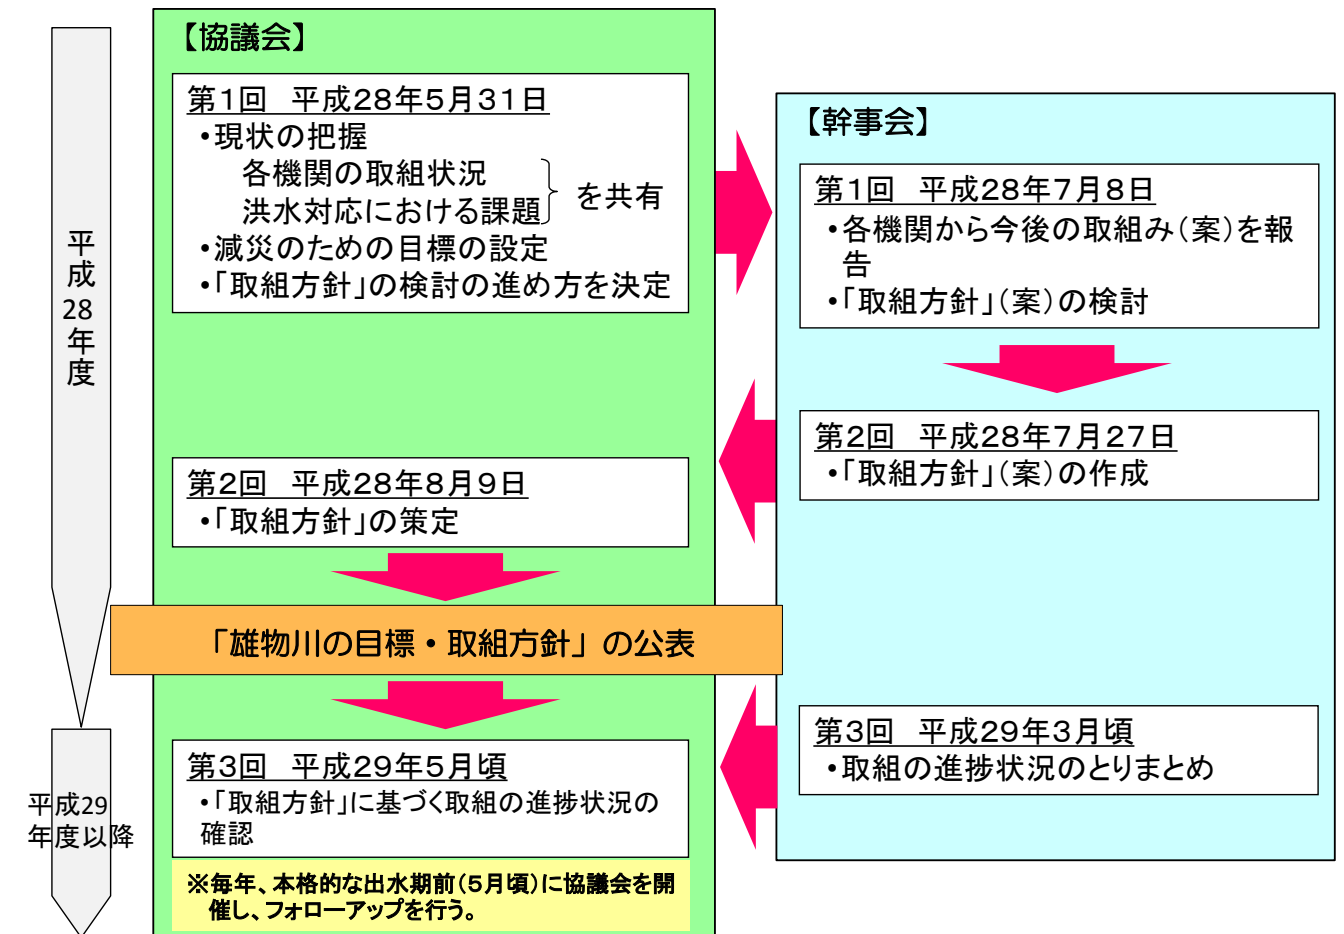 平成28年度
平成29
年度以降
【協議会】
第1回　平成28年5月31日
・現状の把握
各機関の取組状況
洪水対応における課題
を共有
・減災のための目標の設定
・「取組方針」の検討の進め方を決定
第2回　平成28年8月9日
・「取組方針」の策定
「雄物川の目標・取組方針」の公表
第3回　平成29年5月頃
・「取組方針」に基づく取組の進捗状況の
確認
※毎年、本格的な出水期前(5月頃)に協議会を開
催し、フォローアップを行う。
【幹事会】
第1回　平成28年7月8日
・各機関から今後の取組み(案)を報
告
・「取組方針」(案)の検討
第2回　平成28年7月27日
・「取組方針」(案)の作成
第3回　平成29年3月頃
・取組の進捗状況のとりまとめ